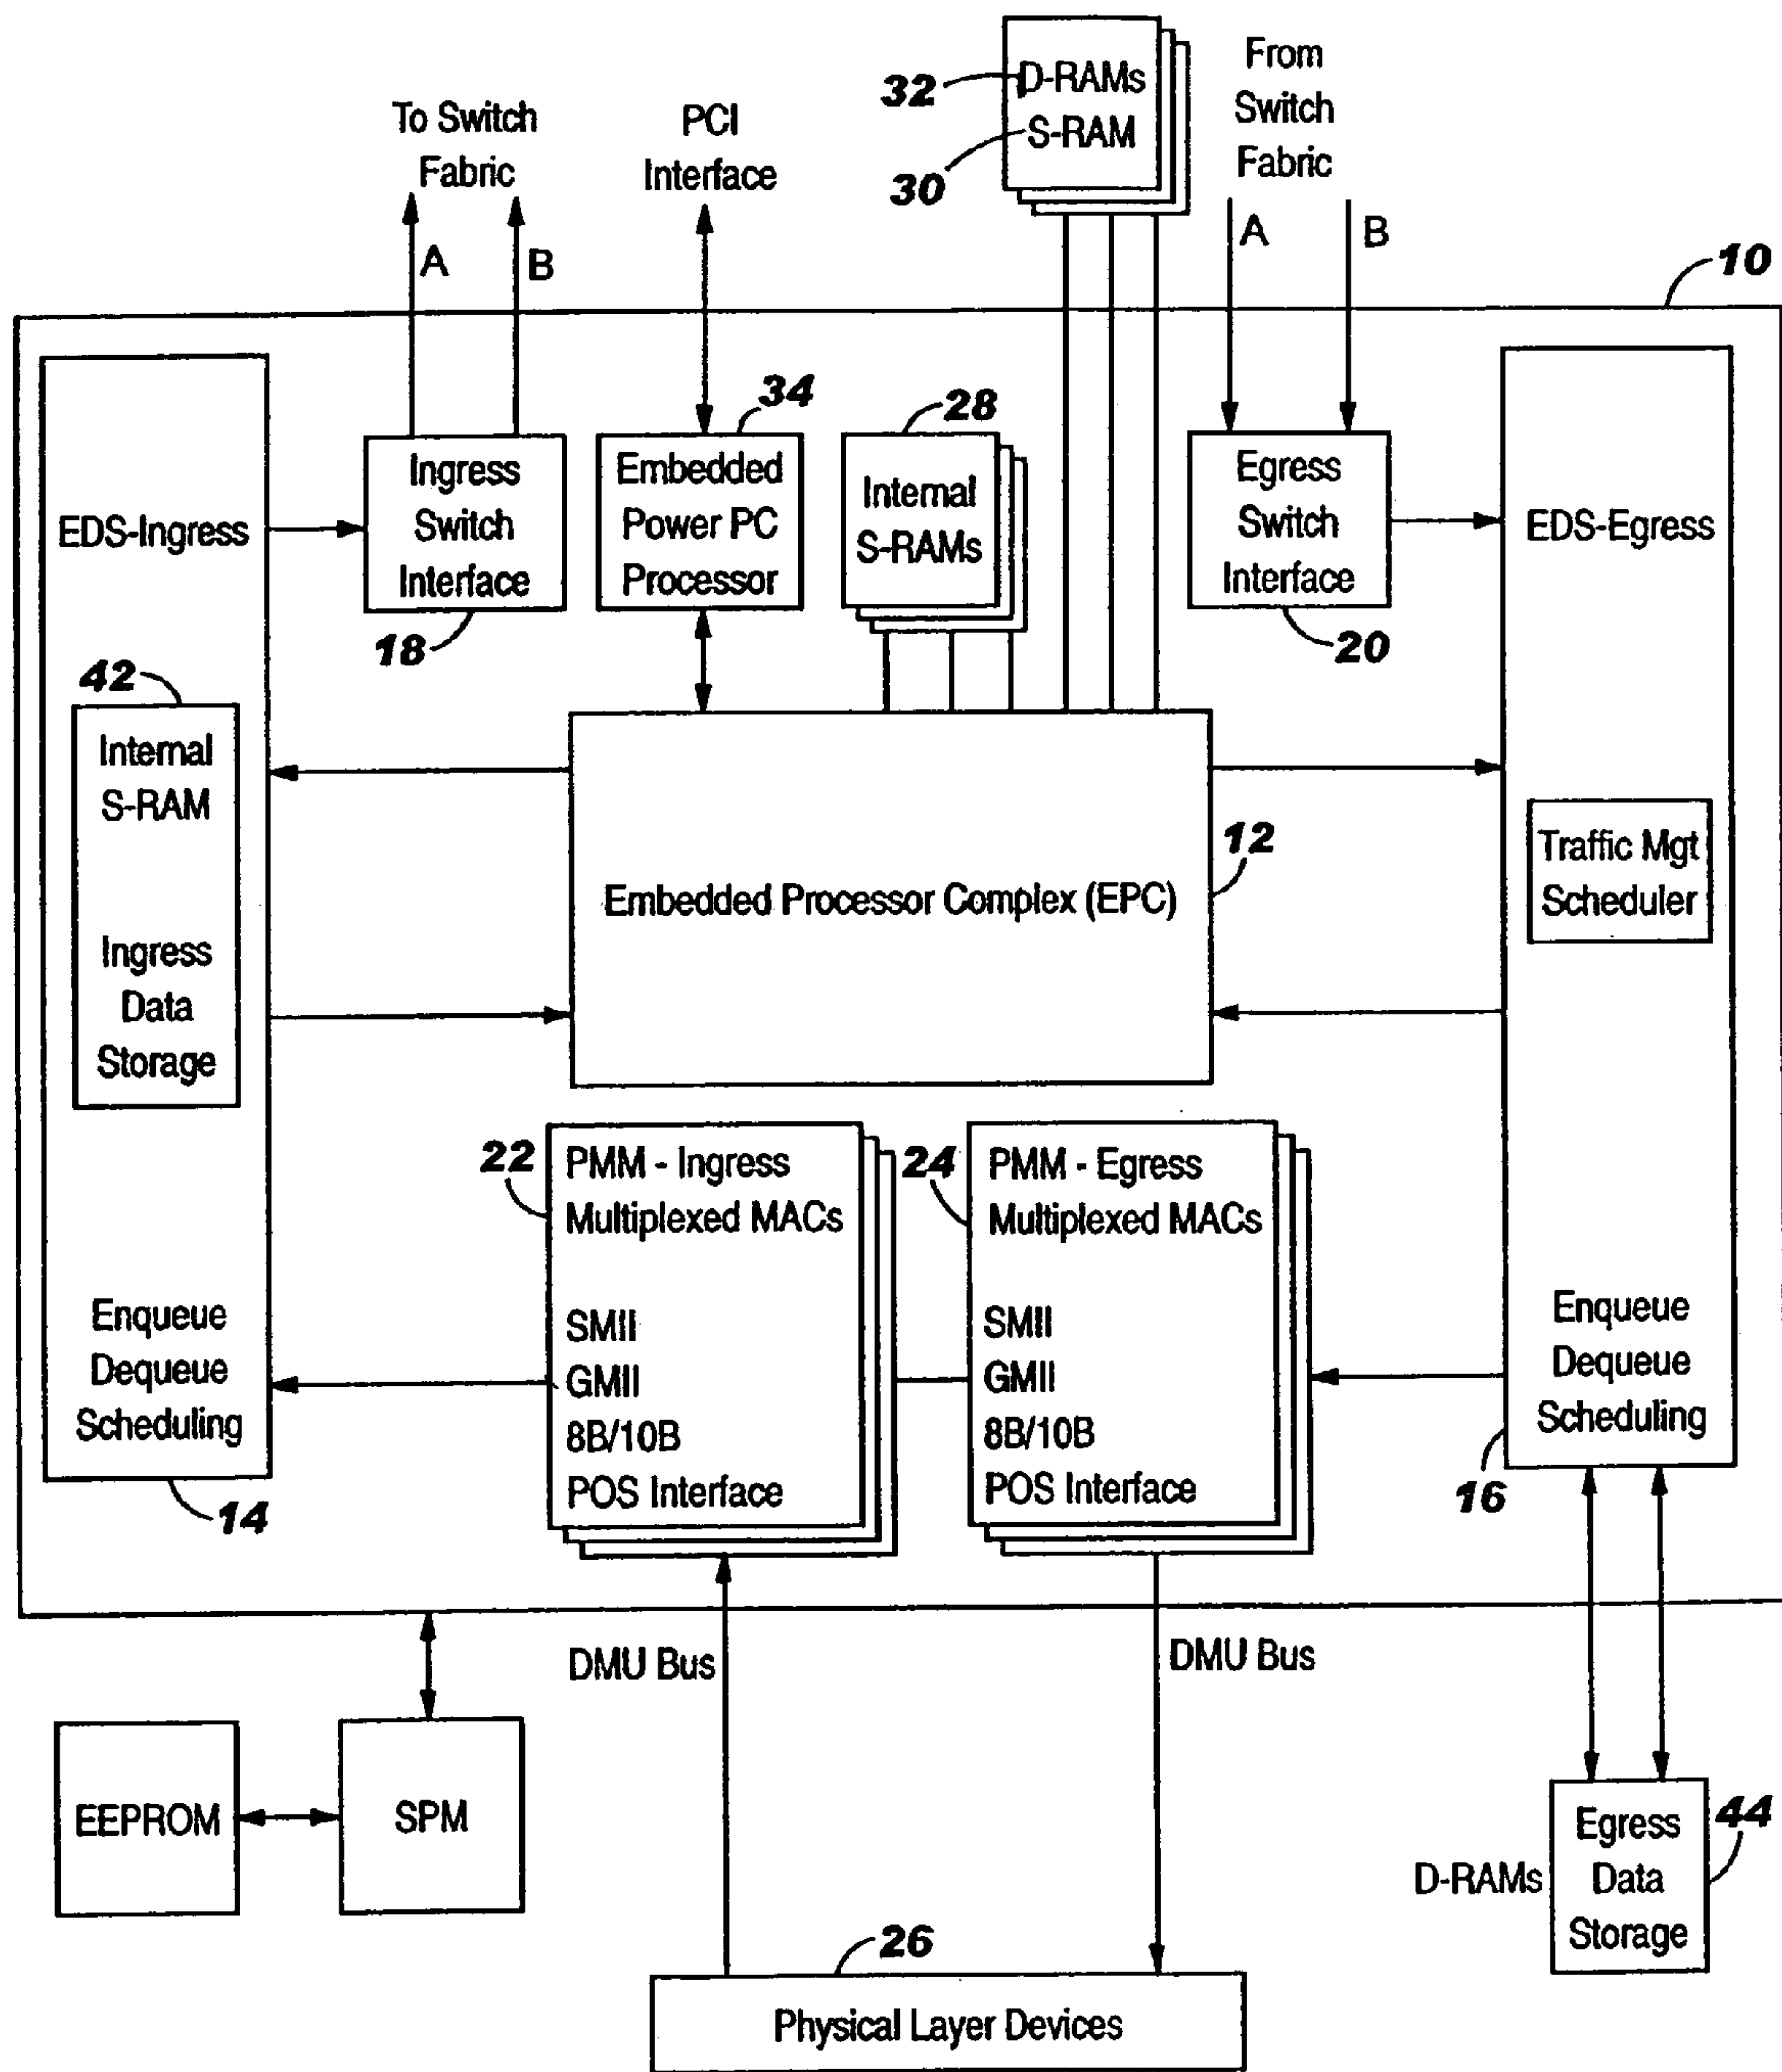 32
D-RAMs
S-RAM
30
From
Switch
Fabric
To Switch
Fabric
PCI
Interface
A
B
A
B
10
34
28
Ingress
Switch
Interface
18
Embedded
Power PC
Processor
Internal
S-RAMs
Egress
Switch
Interface
20
EDS-Ingress
EDS-Egress
42
Internal
S-RAM
Ingress
Data
Storage
Embedded Processor Complex (EPC)
12
Traffic Mgt
Scheduler
22
PMM - Ingress
Multiplexed MACs
SMII
GMII
8B/10B
POS Interface
24
PMM - Egress
Multiplexed MACs
SMII
GMII
8B/10B
POS Interface
Enqueue
Dequeue
Scheduling
14
Enqueue
Dequeue
Scheduling
16
DMU Bus
DMU Bus
EEPROM
SPM
D-RAMs
Egress
Data
Storage
44
26
Physical Layer Devices